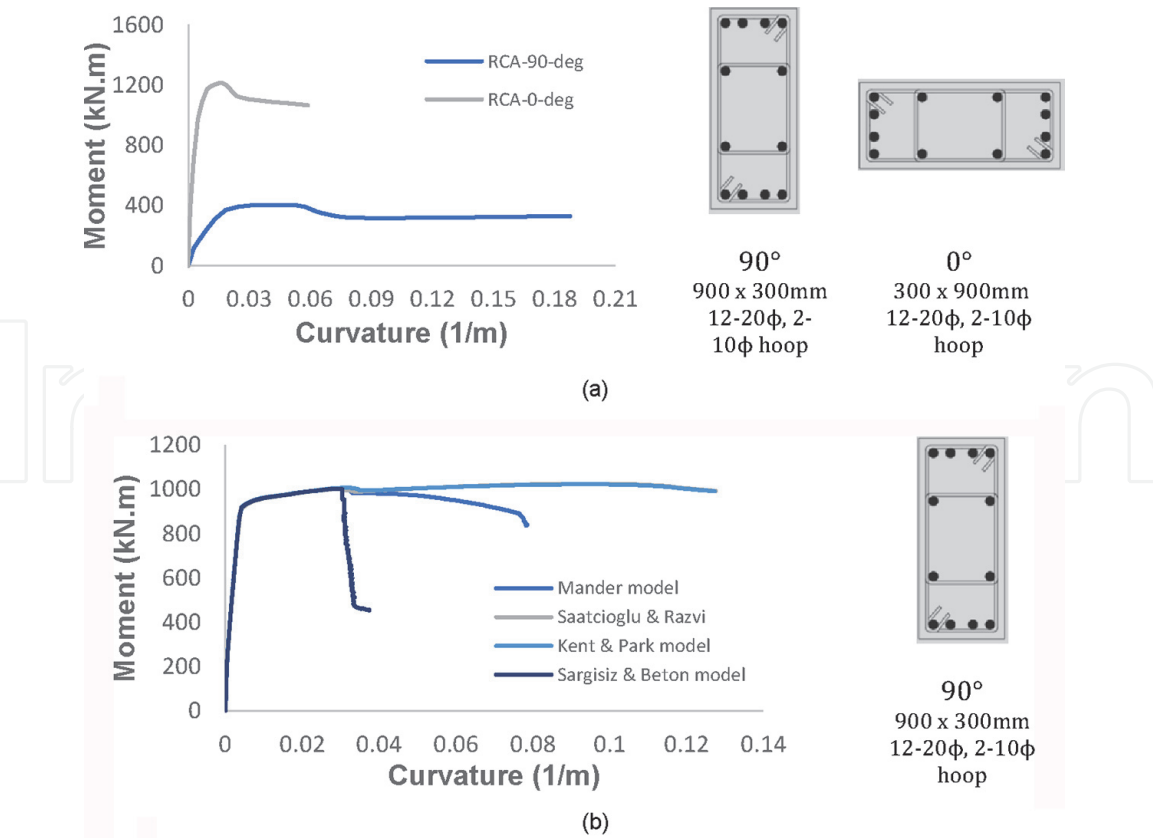 1600
1200
800
400
0
Moment (kN.m)
RCA-90-deg
RCA-0-deg
0 0.03 0.06 0.09 0.12 0.15 0.18 0.21
Curvature (1/m)
90°
900 x 300mm
12-20ϕ, 2-
10ϕ hoop
0°
300 x 900mm
12-20ϕ, 2-10ϕ
hoop
(a)
1200
1000
800
600
400
200
0
Moment (kN.m)
Mander model
Saatcioglu & Razvi
Kent & Park model
Sargisiz & Beton model
0 0.02 0.04 0.06 0.08 0.1 0.12 0.14
Curvature (1/m)
90°
900 x 300mm
12-20ϕ, 2-10ϕ
hoop
(b)